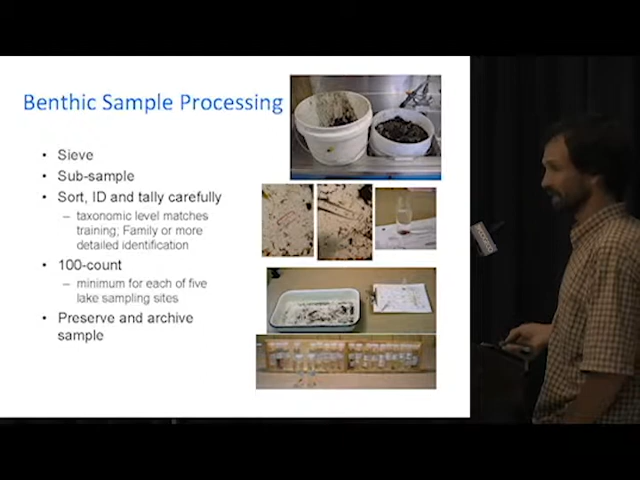 Benthic Sample Processing
• Sieve
• Sub-sample
• Sort, ID and tally carefully
– taxonomic level matches
training; Family or more
detailed identification
• 100-count
– minimum for each of five
lake sampling sites
• Preserve and archive
sample